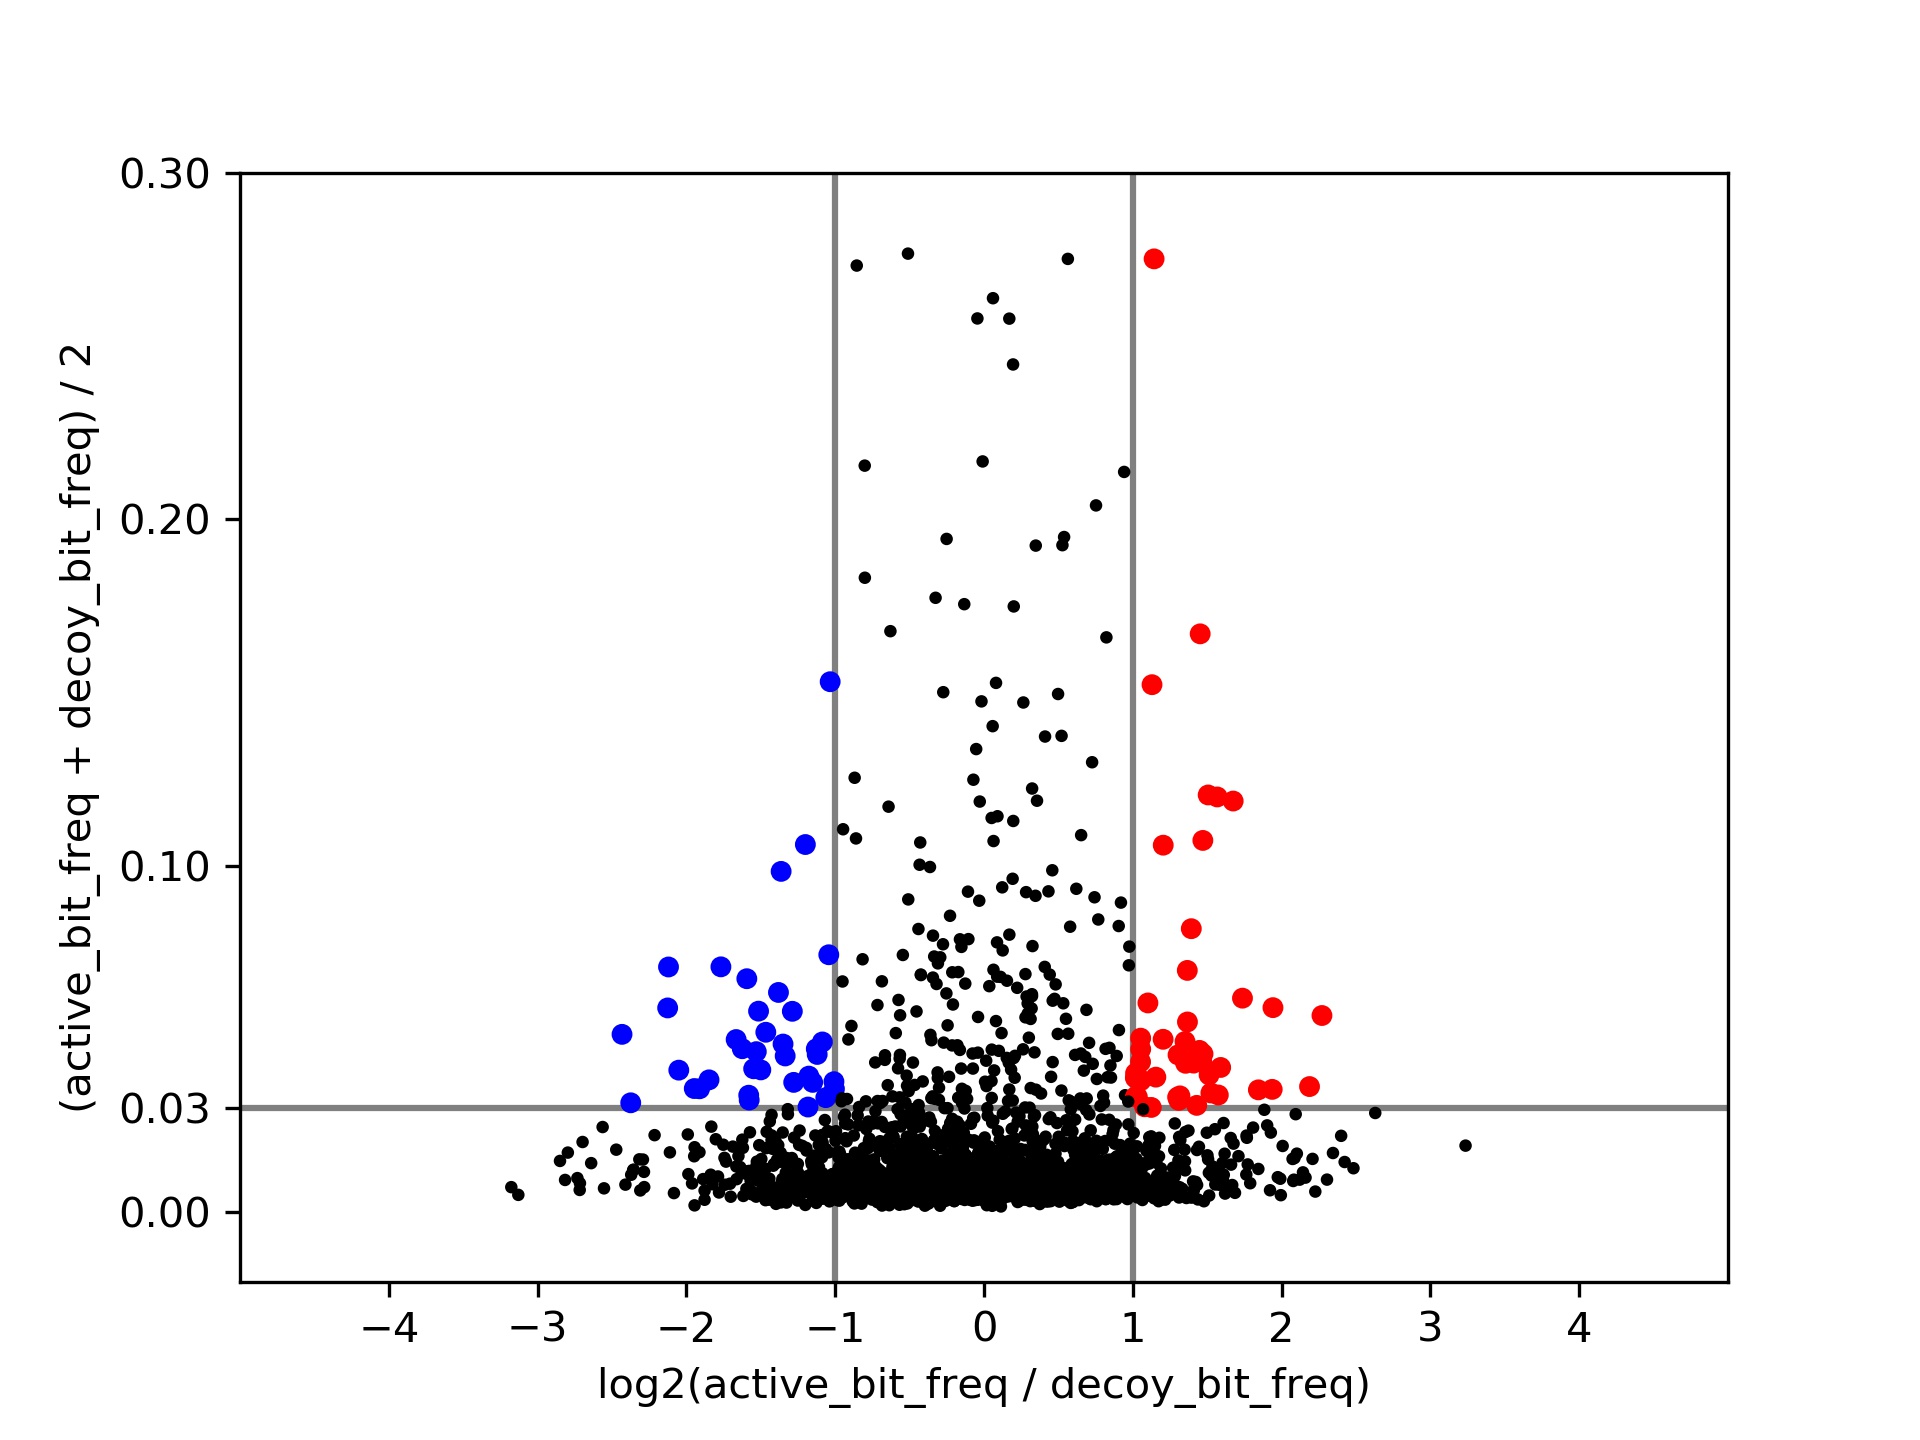 0.30
0.20
0.10
0.03
0.00
(active_bit_freq + decoy_bit_freq) / 2
−4 −3 −2 −1 0 1 2 3 4
log2(active_bit_freq / decoy_bit_freq)